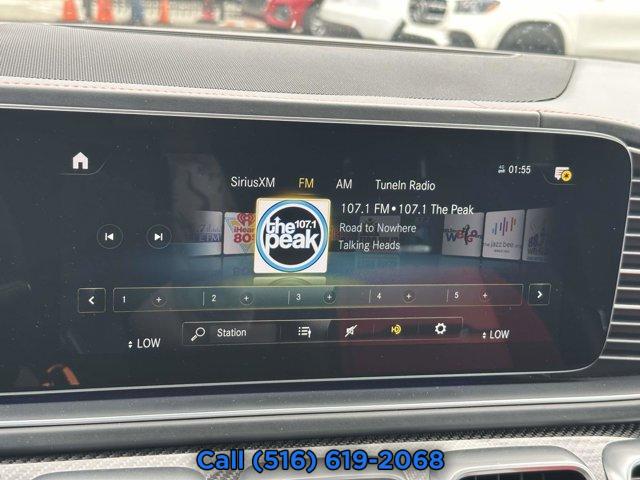 4G
01:55
SiriusXM FM AM TuneIn Radio
107.1 FM • 107.1 The Peak
Road to Nowhere
Talking Heads
the 107.1
peak
iHeart
80s
the jazz bee
1 + 2 + 3 + 4 + 5 +
Station
LOW
LOW
Call (516) 619-2068